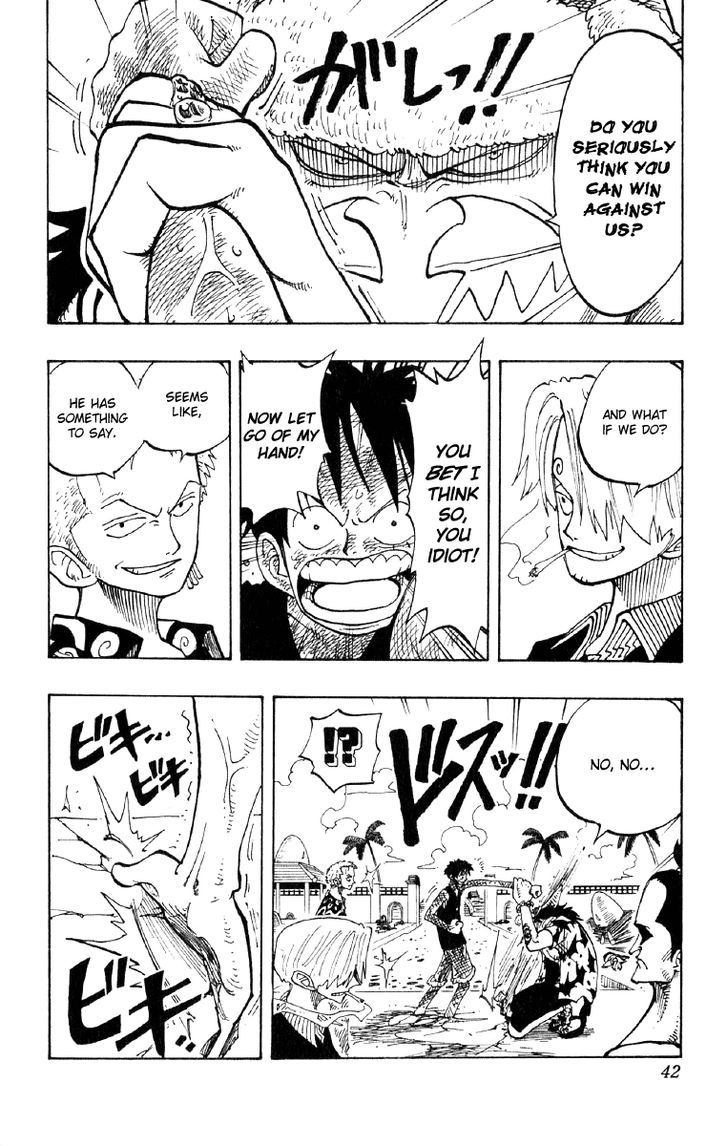 ガしっ!!
DO YOU
SERIOUSLY
THINK YOU
CAN WIN
AGAINST
US?
AND WHAT
IF WE DO?
YOU
BET I
THINK
SO,
YOU
IDIOT!
NOW LET
GO OF MY
HAND!
SEEMS
LIKE,
HE HAS
SOMETHING
TO SAY.
NO, NO...
ドスッ!!
!?
ビキ...
ビキ
ビキ
42